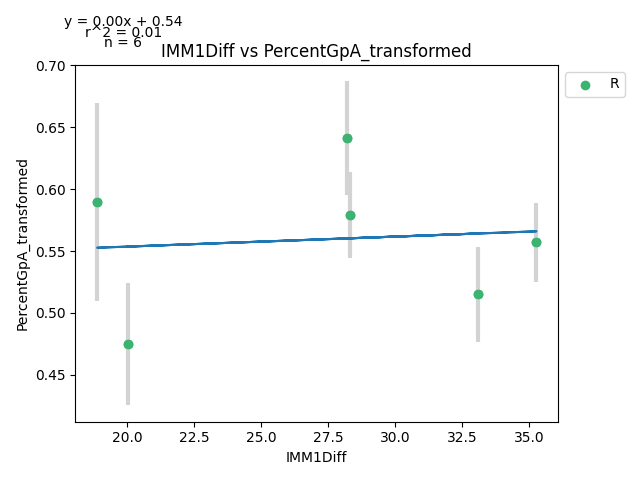 y = 0.00x + 0.54
r^2 = 0.01
n = 6
IMM1Diff vs PercentGpA_transformed
R
PercentGpA_transformed
0.70
0.65
0.60
0.55
0.50
0.45
20.0 22.5 25.0 27.5 30.0 32.5 35.0
IMM1Diff